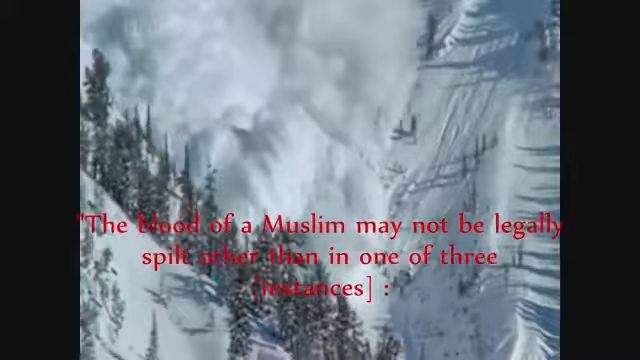 "The blood of a Muslim may not be legally
spilt other than in one of three
[instances] :